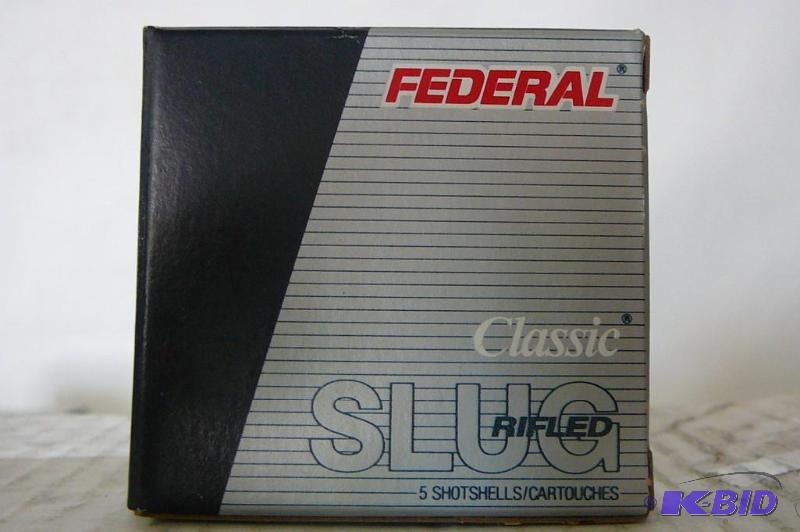 FEDERAL®
Classic®
SLUG
RIFLED
5 SHOTSHELLS/CARTOUCHES
© K-BID